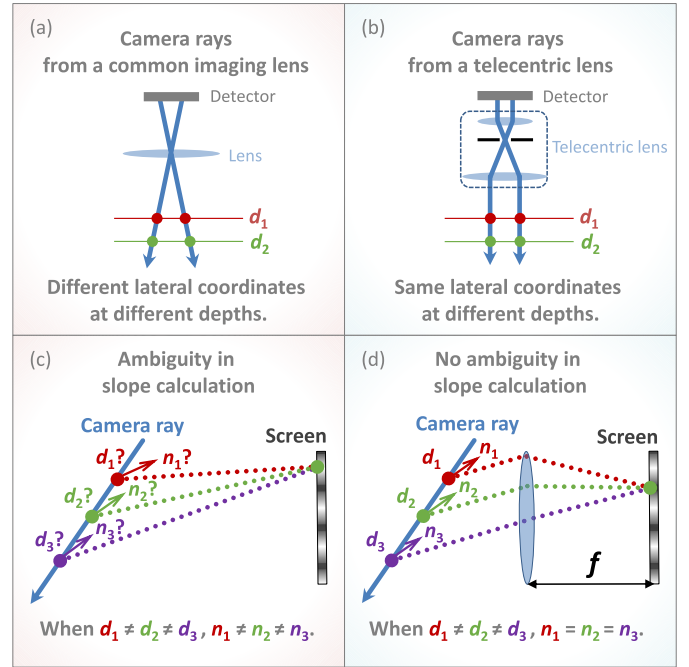 (a)
Camera rays
from a common imaging lens
Detector
Lens
d1
d2
Different lateral coordinates
at different depths.
(b)
Camera rays
from a telecentric lens
Detector
Telecentric lens
d1
d2
Same lateral coordinates
at different depths.
(c)
Ambiguity in
slope calculation
Camera ray
Screen
d1?
n1?
d2?
n2?
d3?
n3?
When d1 ≠ d2 ≠ d3 , n1 ≠ n2 ≠ n3.
(d)
No ambiguity in
slope calculation
Camera ray
Screen
d1
n1
d2
n2
d3
n3
f
When d1 ≠ d2 ≠ d3, n1 = n2 = n3.